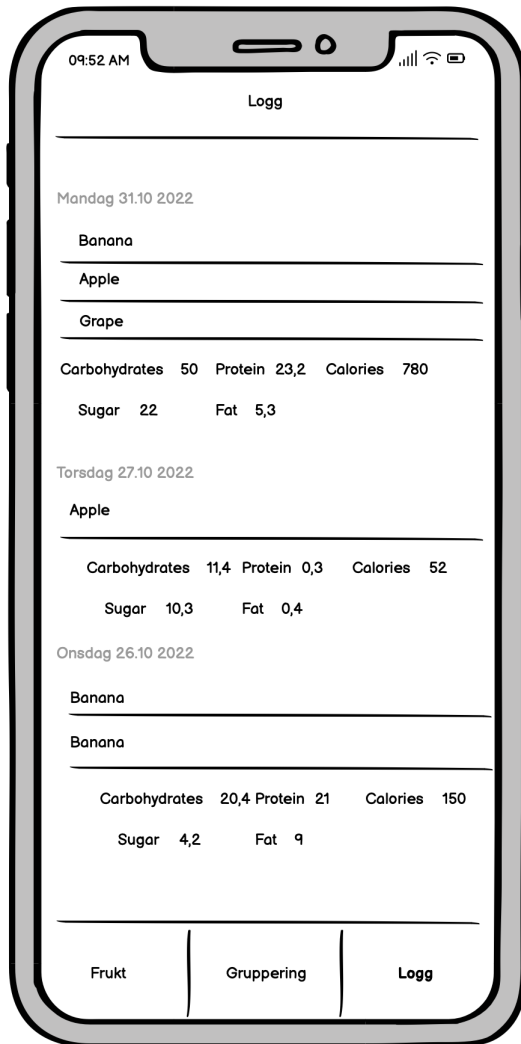 09:52 AM
Logg
Mandag 31.10 2022
Banana
Apple
Grape
Carbohydrates 50 Protein 23,2 Calories 780
Sugar 22 Fat 5,3
Torsdag 27.10 2022
Apple
Carbohydrates 11,4 Protein 0,3 Calories 52
Sugar 10,3 Fat 0,4
Onsdag 26.10 2022
Banana
Banana
Carbohydrates 20,4 Protein 21 Calories 150
Sugar 4,2 Fat 9
Frukt Gruppering Logg